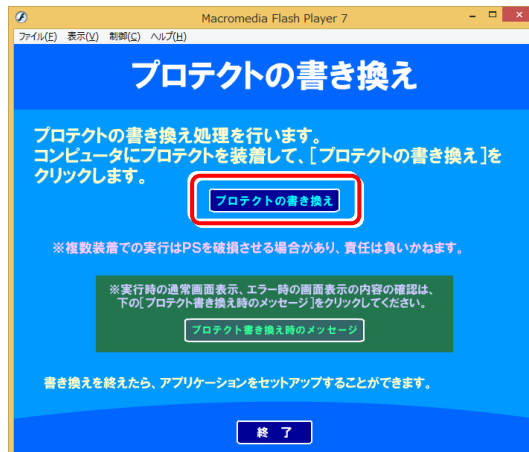 Macromedia Flash Player 7
ファイル(F) 表示(V) 制御(C) ヘルプ(H)
プロテクトの書き換え
プロテクトの書き換え処理を行います。
コンピュータにプロテクトを装着して、[プロテクトの書き換え]を
クリックします。
プロテクトの書き換え
※複数装着での実行はPSを破損させる場合があり、責任は負いかねます。
※実行時の通常画面表示、エラー時の画面表示の内容の確認は、
下の[プロテクト書き換え時のメッセージ]をクリックしてください。
プロテクト書き換え時のメッセージ
書き換えを終えたら、アプリケーションをセットアップすることができます。
終 了